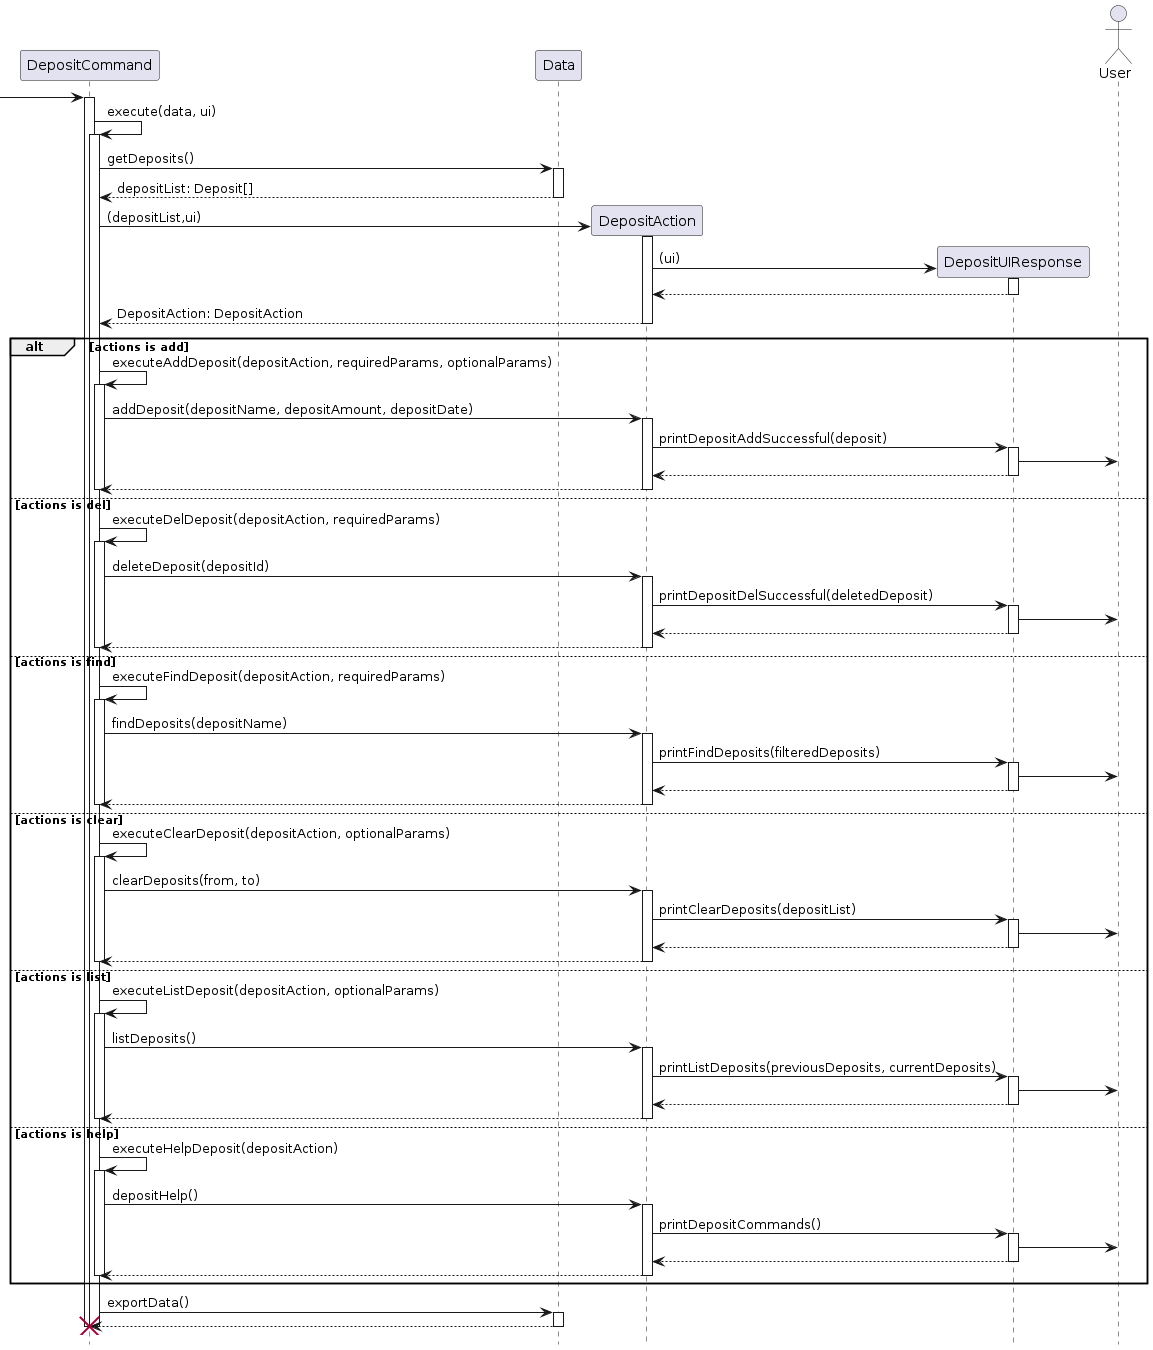 User
DepositCommand
Data
execute(data, ui)
getDeposits()
depositList: Deposit[]
(depositList,ui)
DepositAction
(ui)
DepositUIResponse
DepositAction: DepositAction
alt
[actions is add]
executeAddDeposit(depositAction, requiredParams, optionalParams)
addDeposit(depositName, depositAmount, depositDate)
printDepositAddSuccessful(deposit)
[actions is del]
executeDelDeposit(depositAction, requiredParams)
deleteDeposit(depositId)
printDepositDelSuccessful(deletedDeposit)
[actions is find]
executeFindDeposit(depositAction, requiredParams)
findDeposits(depositName)
printFindDeposits(filteredDeposits)
[actions is clear]
executeClearDeposit(depositAction, optionalParams)
clearDeposits(from, to)
printClearDeposits(depositList)
[actions is list]
executeListDeposit(depositAction, optionalParams)
listDeposits()
printListDeposits(previousDeposits, currentDeposits)
[actions is help]
executeHelpDeposit(depositAction)
depositHelp()
printDepositCommands()
exportData()